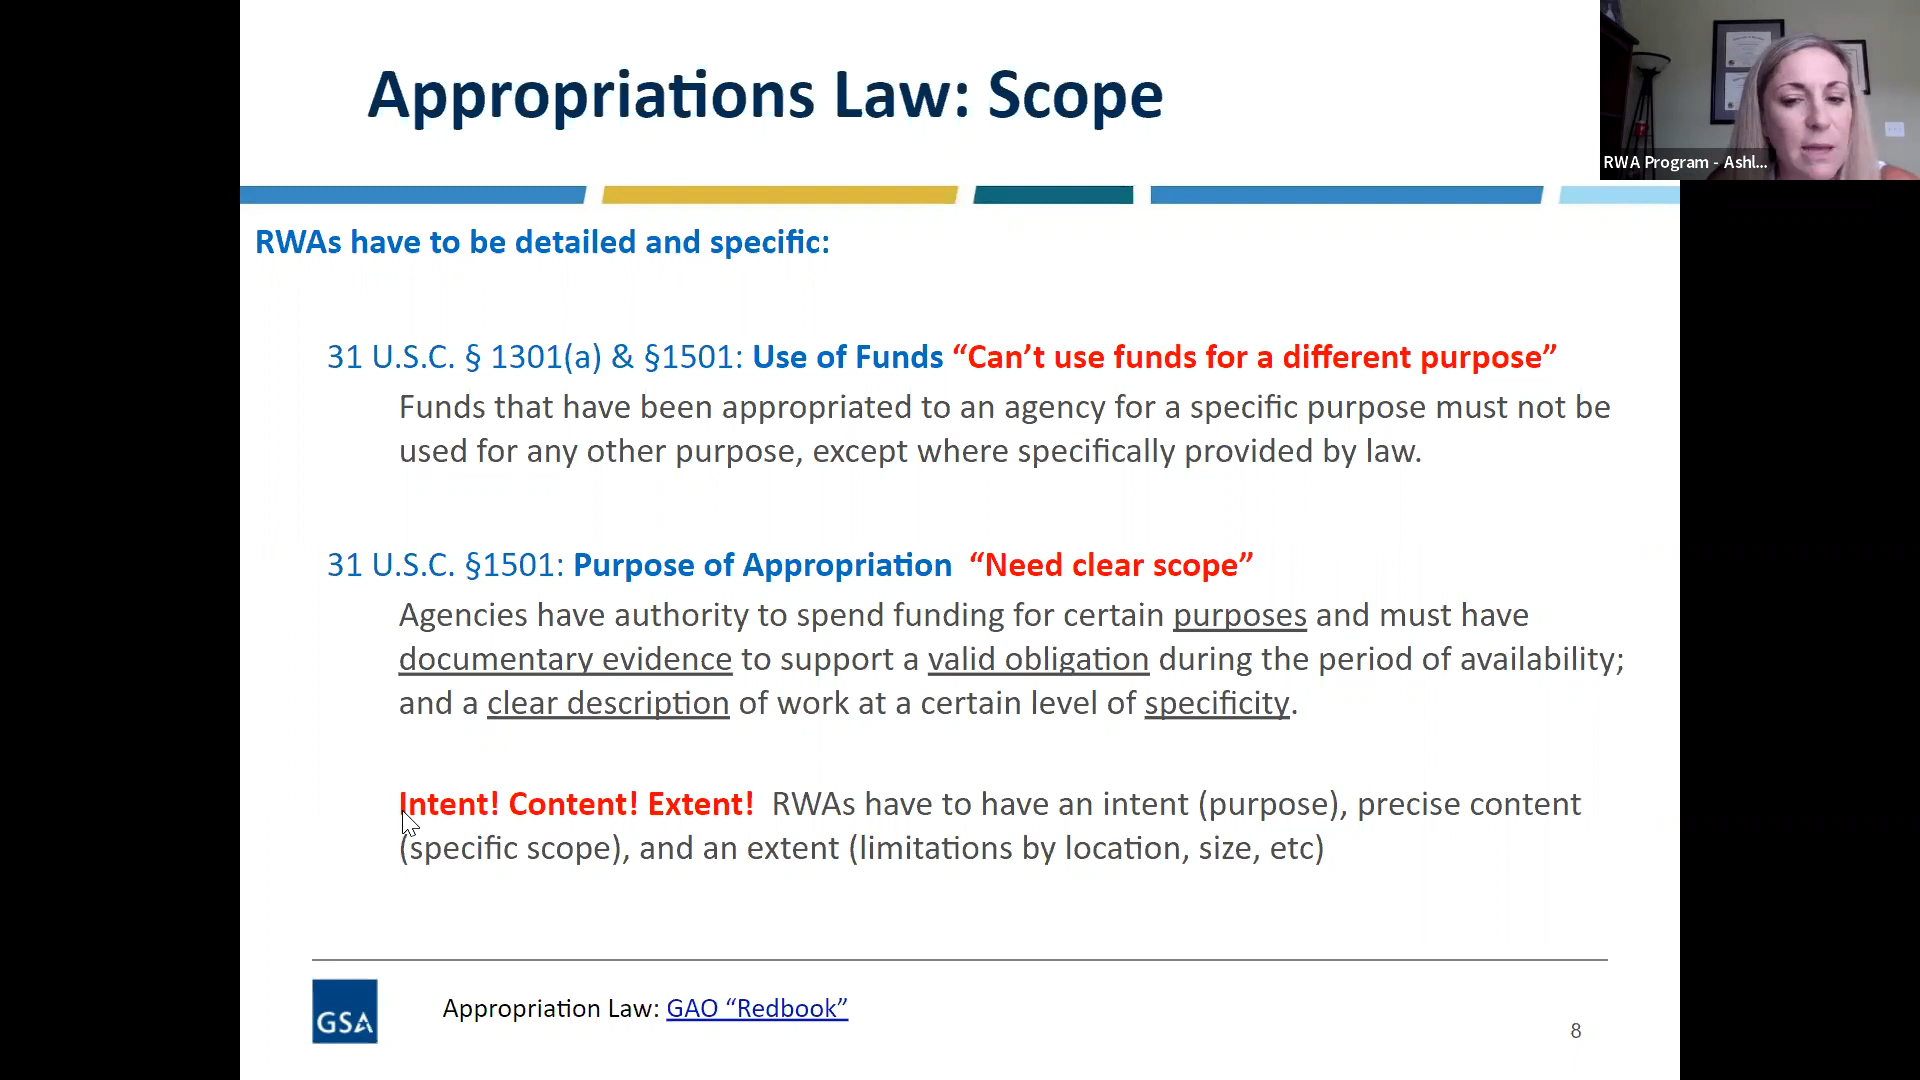 Appropriations Law: Scope
RWA Program - Ashl...
RWAs have to be detailed and specific:
31 U.S.C. § 1301(a) & §1501: Use of Funds “Can’t use funds for a different purpose”
Funds that have been appropriated to an agency for a specific purpose must not be
used for any other purpose, except where specifically provided by law.
31 U.S.C. §1501: Purpose of Appropriation “Need clear scope”
Agencies have authority to spend funding for certain purposes and must have
documentary evidence to support a valid obligation during the period of availability;
and a clear description of work at a certain level of specificity.
Intent! Content! Extent! RWAs have to have an intent (purpose), precise content
(specific scope), and an extent (limitations by location, size, etc)
GSA
Appropriation Law: GAO “Redbook”
8